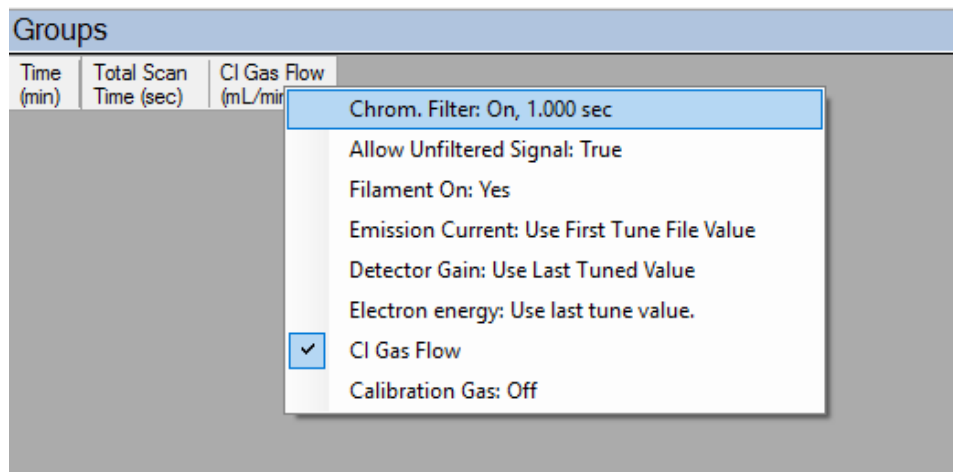 Groups
Time Total Scan CI Gas Flow
(min) Time (sec) (mL/min
Chrom. Filter: On, 1.000 sec
Allow Unfiltered Signal: True
Filament On: Yes
Emission Current: Use First Tune File Value
Detector Gain: Use Last Tuned Value
Electron energy: Use last tune value.
CI Gas Flow
Calibration Gas: Off